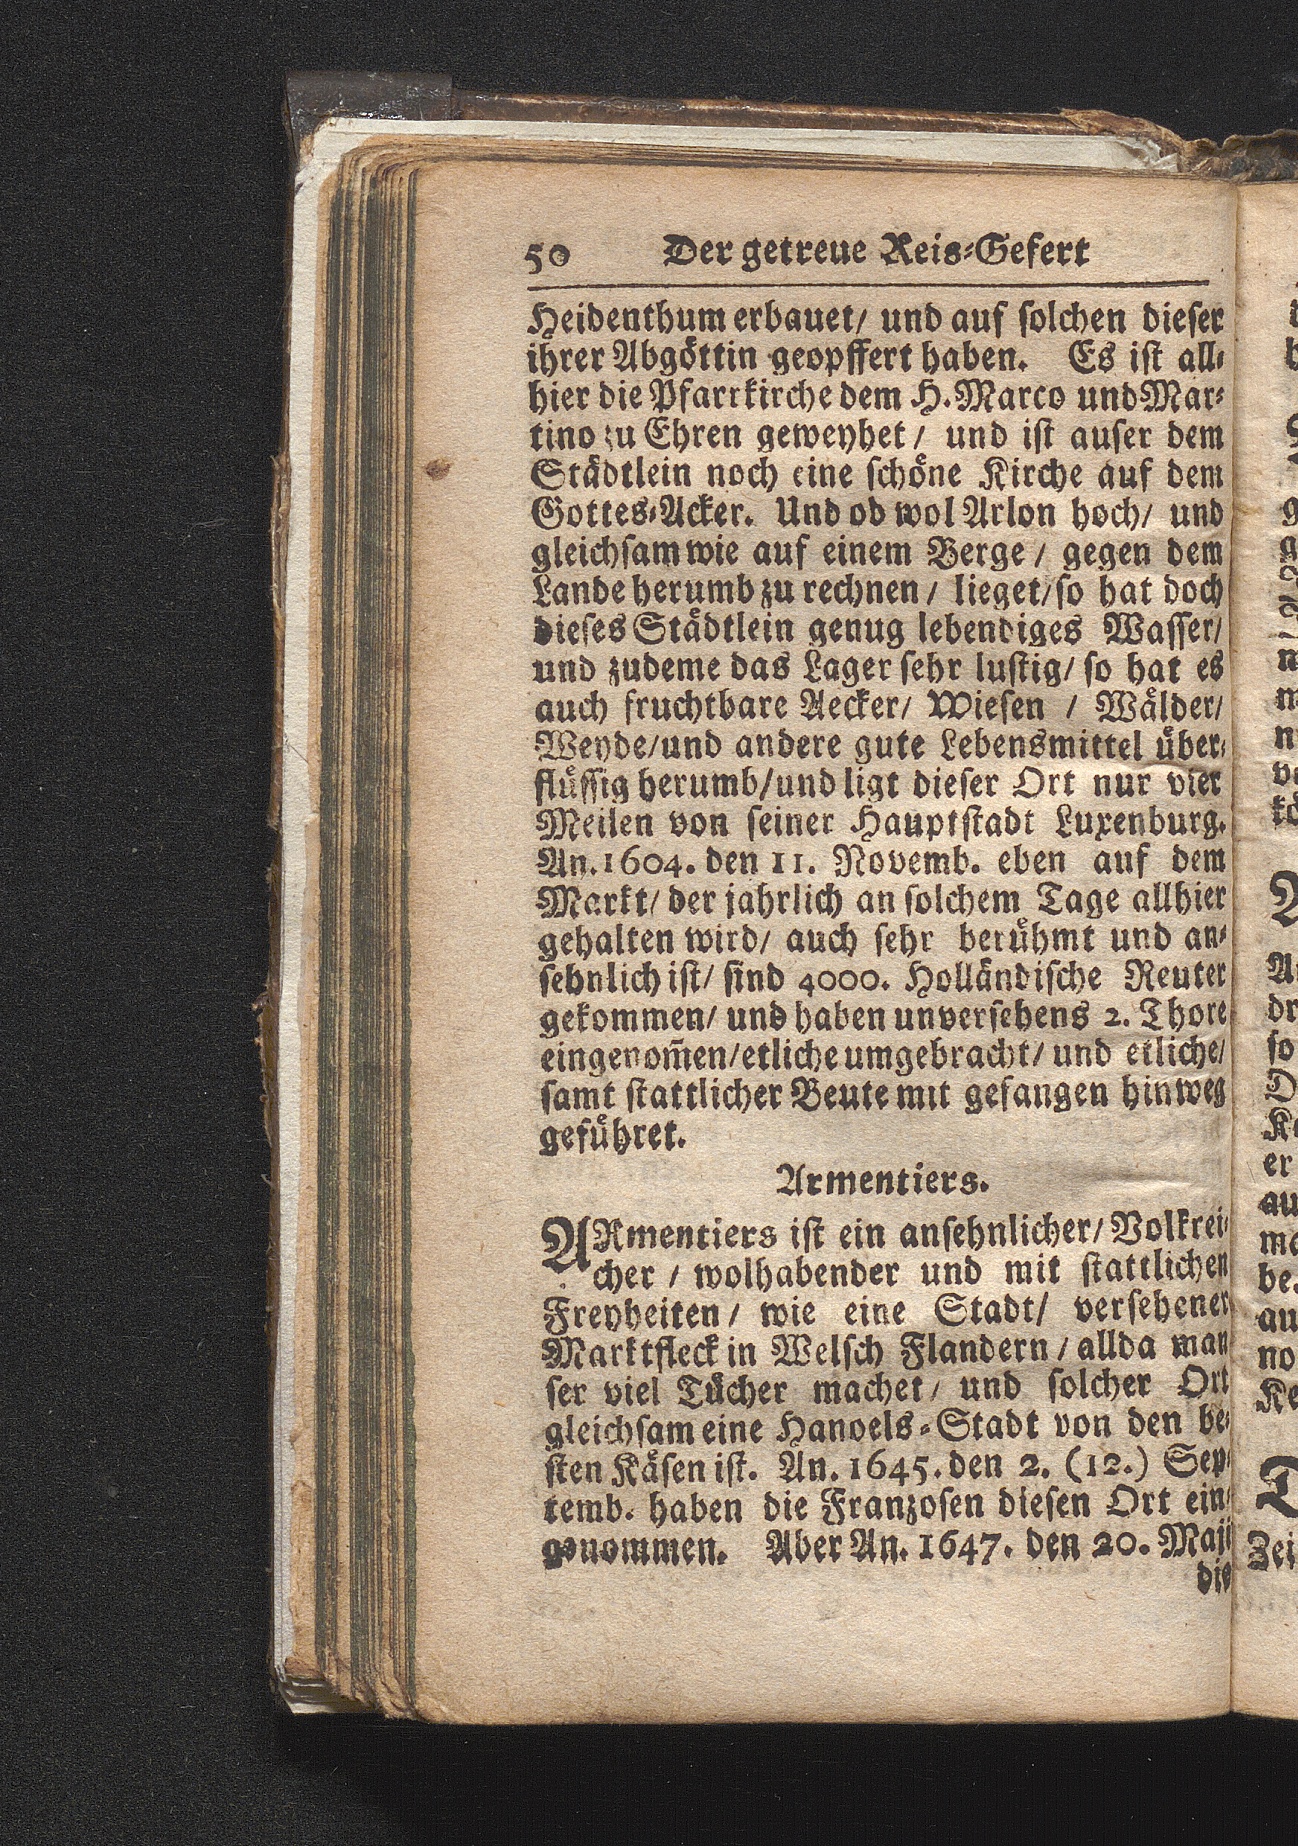 50 Der getreue Reis-Gefert
Heidenthum erbauet/ und auf solchen dieser
ihrer Abgöttin geopffert haben. Es ist all-
hier die Pfarrkirche dem H. Marco und Mar-
tino zu Ehren geweyhet / und ist auser dem
Städtlein noch eine schöne Kirche auf dem
Gottes-Acker. Und ob wol Arlon hoch/ und
gleichsam wie auf einem Berge / gegen dem
Lande herumb zu rechnen / lieget/ so hat doch
dieses Städtlein genug lebendiges Wasser/
und zudeme das Lager sehr lustig/ so hat es
auch fruchtbare Aecker/ Wiesen / Wälder/
Weyde/und andere gute Lebensmittel über-
flüssig herumb/und ligt dieser Ort nur vier
Meilen von seiner Hauptstadt Luxenburg.
An. 1604. den 11. Novemb. eben auf dem
Markt/ der jahrlich an solchem Tage allhier
gehalten wird/ auch sehr berühmt und an-
sehnlich ist/ sind 4000. Holländische Reuter
gekommen/ und haben unversehens 2. Thore
eingenom̃en/etliche umgebracht/ und etliche/
samt stattlicher Beute mit gefangen hinweg
geführet.
Armentiers.
ARmentiers ist ein ansehnlicher/ Volkrei-
cher / wolhabender und mit stattlichen
Freyheiten / wie eine Stadt/ versehener
Marktfleck in Welsch Flandern / allda man
ser viel Tücher machet / und solcher Ort
gleichsam eine Handels-Stadt von den be-
sten Käsen ist. An. 1645. den 2. (12.) Sep-
temb. haben die Franzosen diesen Ort ein-
genommen. Aber An. 1647. den 20. Maji
die